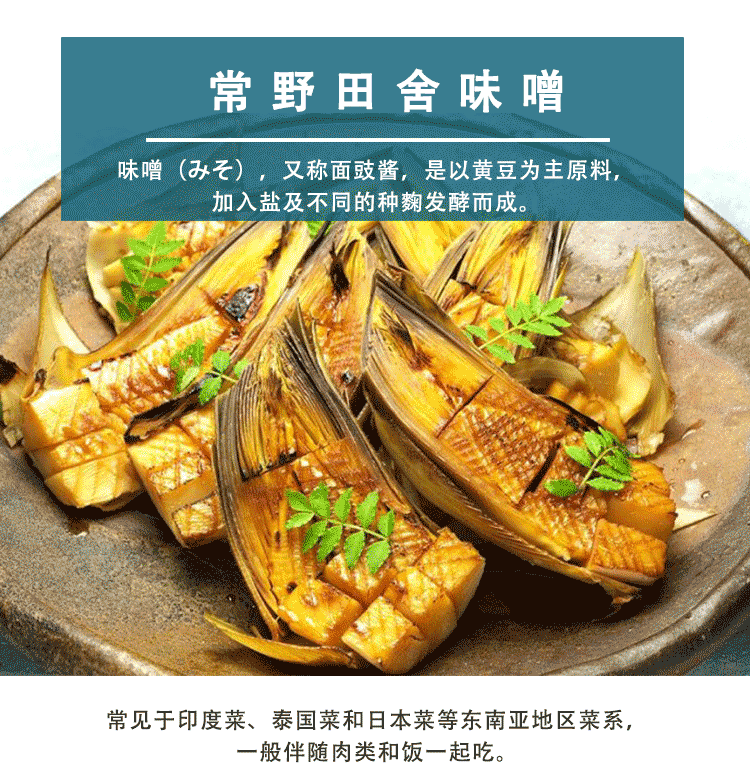 常野田舍味噌
味噌（みそ），又称面豉酱，是以黄豆为主原料，
加入盐及不同的种麴发酵而成。
常见于印度菜、泰国菜和日本菜等东南亚地区菜系，
一般伴随肉类和饭一起吃。